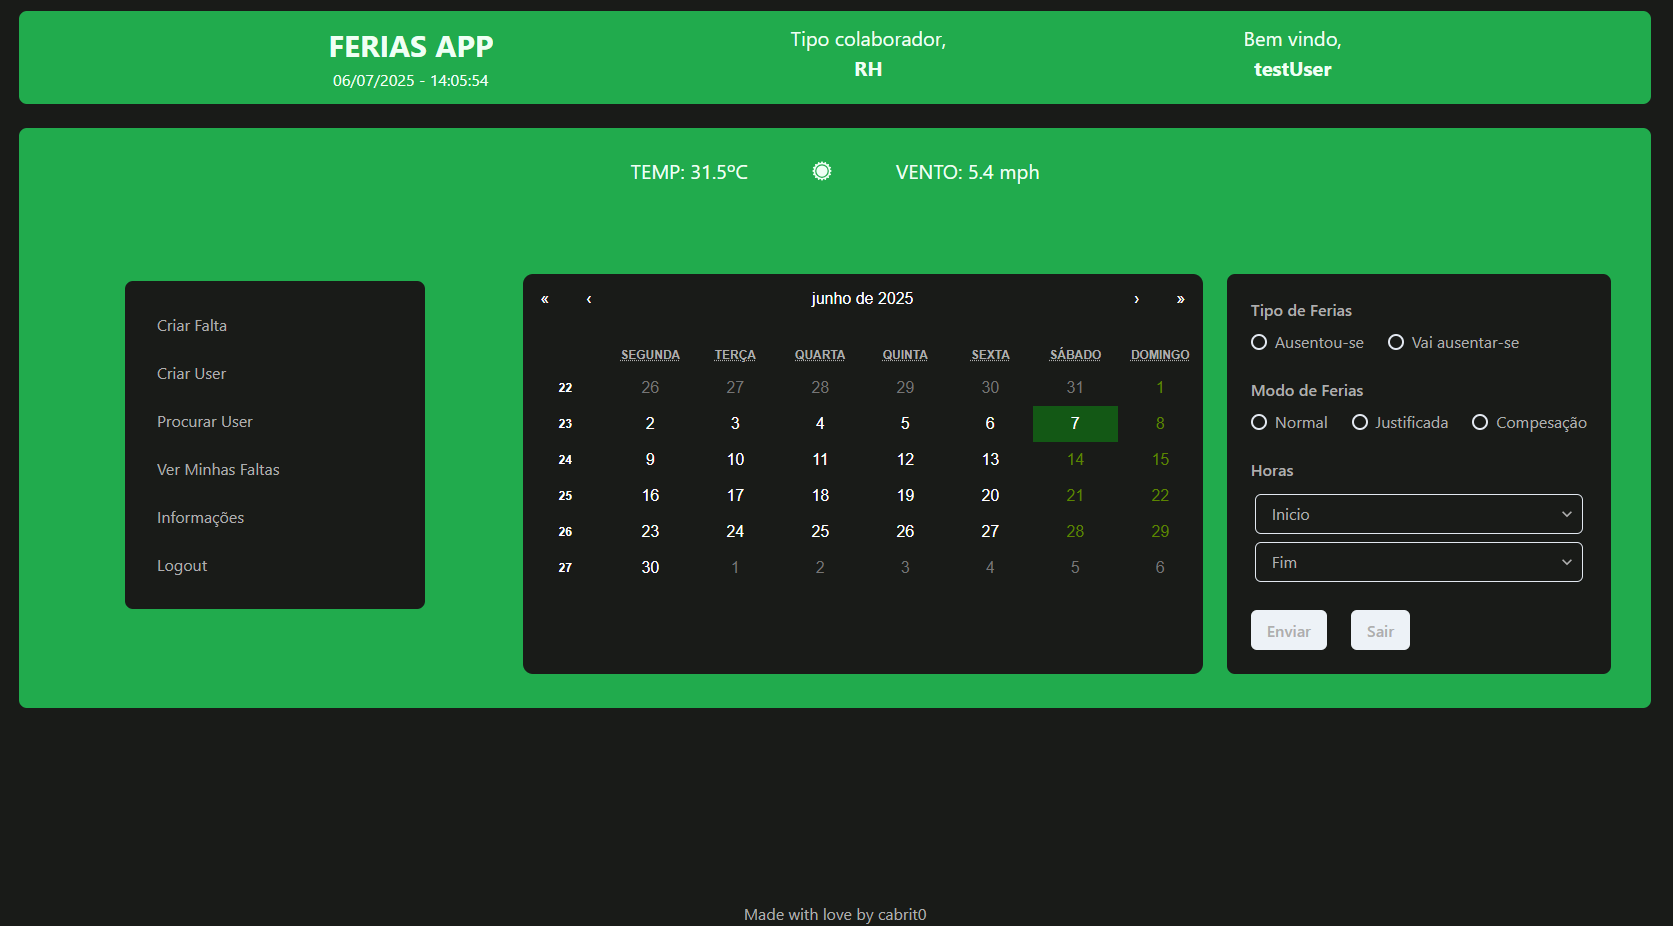 FERIAS APP
06/07/2025 - 14:05:54
Tipo colaborador,
RH
Bem vindo,
testUser
TEMP: 31.5ºC
VENTO: 5.4 mph
Criar Falta
Criar User
Procurar User
Ver Minhas Faltas
Informações
Logout
« ‹ junho de 2025 › »
SEGUNDA TERÇA QUARTA QUINTA SEXTA SÁBADO DOMINGO
22 26 27 28 29 30 31 1
23 2 3 4 5 6 7 8
24 9 10 11 12 13 14 15
25 16 17 18 19 20 21 22
26 23 24 25 26 27 28 29
27 30 1 2 3 4 5 6
Tipo de Ferias
Ausentou-se Vai ausentar-se
Modo de Ferias
Normal Justificada Compesação
Horas
Inicio
Fim
Enviar Sair
Made with love by cabrit0